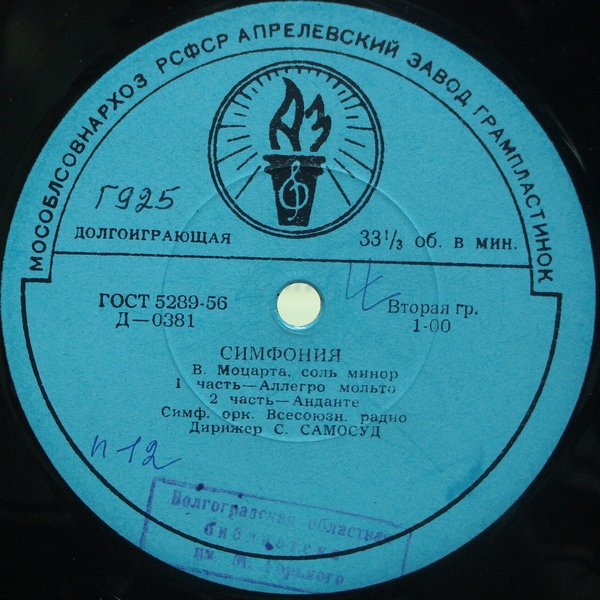 МОСОБЛСОВНАРХОЗ РСФСР АПРЕЛЕВСКИЙ ЗАВОД ГРАМПЛАСТИНОК
АЗ
Г925
ДОЛГОИГРАЮЩАЯ
33⅓ об. в мин.
ГОСТ 5289-56
Д—0381
Вторая гр.
1-00
СИМФОНИЯ
В. Моцарта, соль минор
1 часть—Аллегро мольто
2 часть—Анданте
Симф. орк. Всесоюзн. радио
Дирижер С. САМОСУД
п 12
Волгоградская областная
библиотека
им. М. Горького